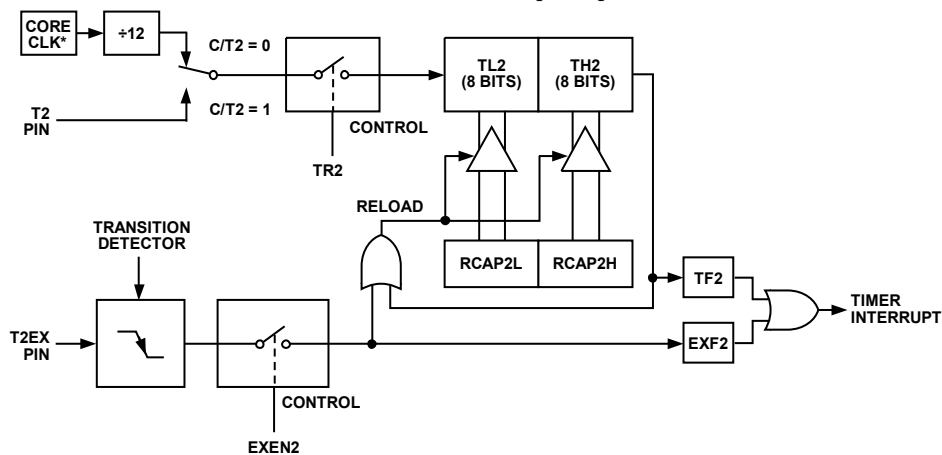 CORE
CLK*
÷12
C/T2 = 0
C/T2 = 1
T2
PIN
CONTROL
TR2
TL2
(8 BITS)
TH2
(8 BITS)
RELOAD
TRANSITION
DETECTOR
RCAP2L
RCAP2H
TF2
TIMER
INTERRUPT
T2EX
PIN
EXF2
CONTROL
EXEN2